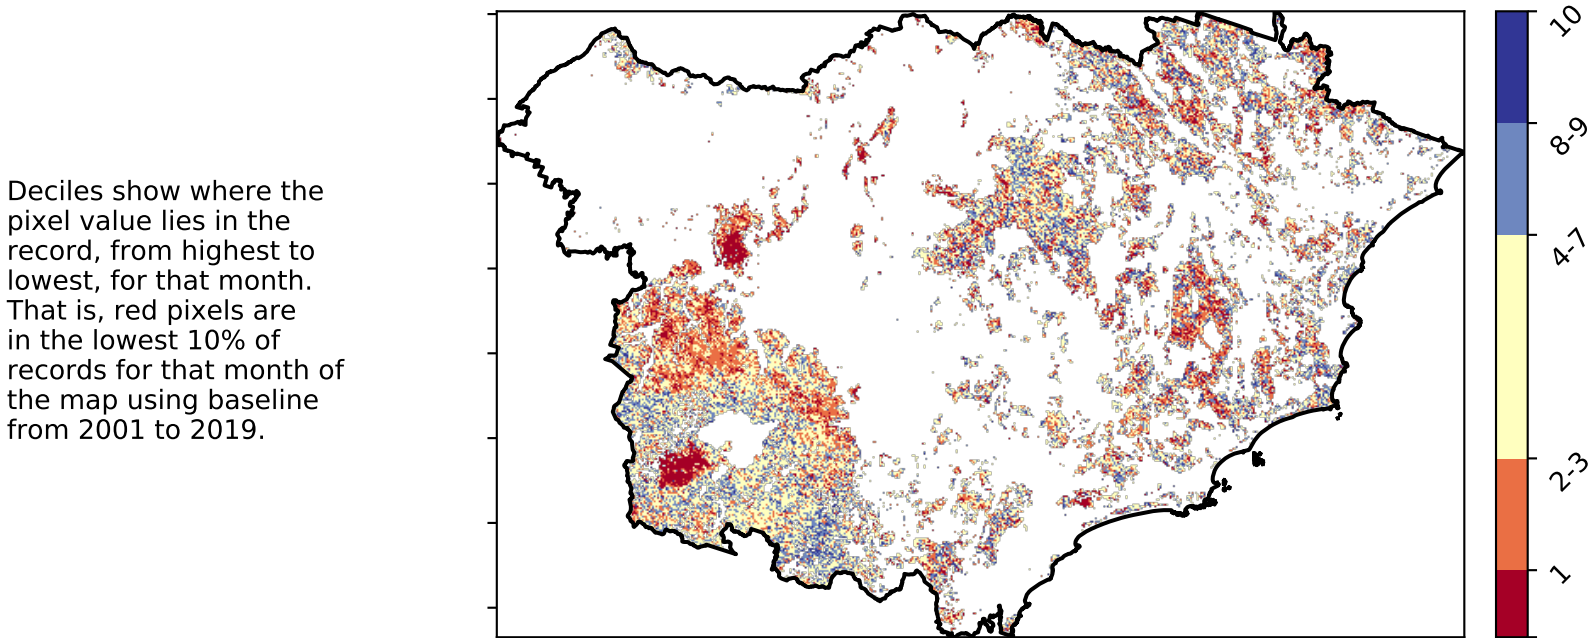 Deciles show where the
pixel value lies in the
record, from highest to
lowest, for that month.
That is, red pixels are
in the lowest 10% of
records for that month of
the map using baseline
from 2001 to 2019.
10
8-9
4-7
2-3
1